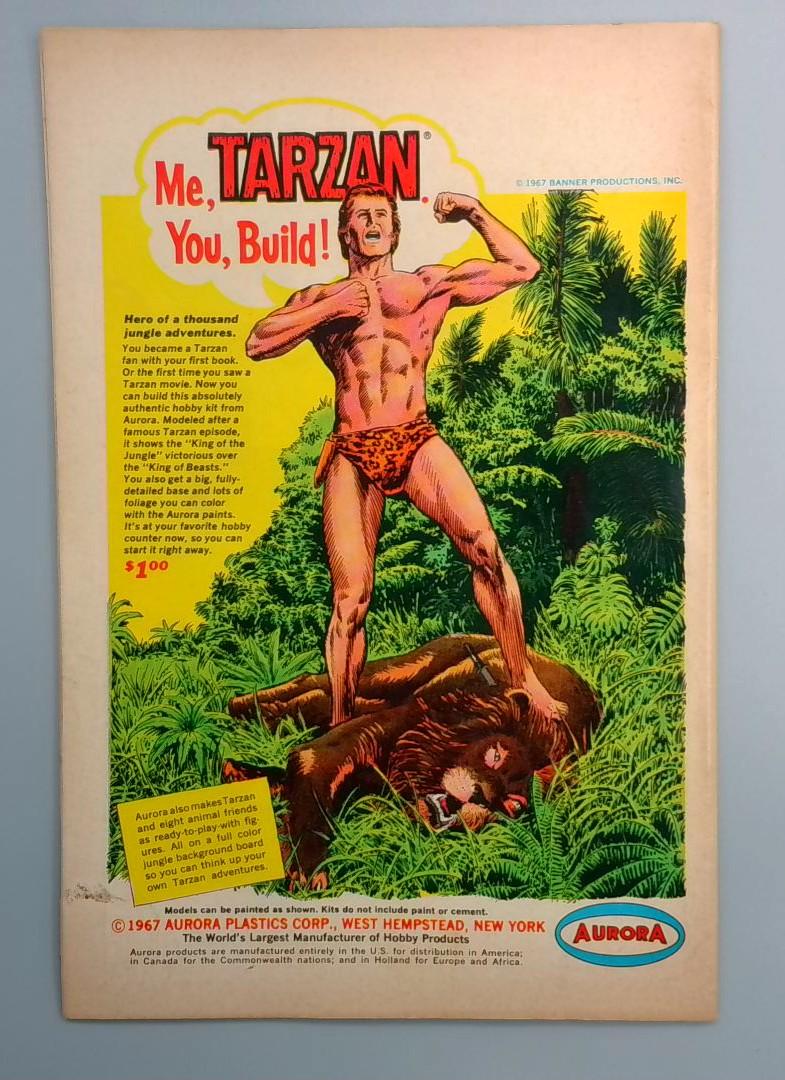 Me, TARZAN®.
You, Build!
© 1967 BANNER PRODUCTIONS, INC.
Hero of a thousand
jungle adventures.
You became a Tarzan
fan with your first book.
Or the first time you saw a
Tarzan movie. Now you
can build this absolutely
authentic hobby kit from
Aurora. Modeled after a
famous Tarzan episode,
it shows the "King of the
Jungle" victorious over
the "King of Beasts."
You also get a big, fully-
detailed base and lots of
foliage you can color
with the Aurora paints.
It's at your favorite hobby
counter now, so you can
start it right away.
$1.00
Aurora also makes Tarzan
and eight animal friends
as ready-to-play-with fig-
ures. All on a full color
jungle background board
so you can think up your
own Tarzan adventures.
Models can be painted as shown. Kits do not include paint or cement.
© 1967 AURORA PLASTICS CORP., WEST HEMPSTEAD, NEW YORK
The World's Largest Manufacturer of Hobby Products
Aurora products are manufactured entirely in the U.S. for distribution in America;
in Canada for the Commonwealth nations; and in Holland for Europe and Africa.
AURORA